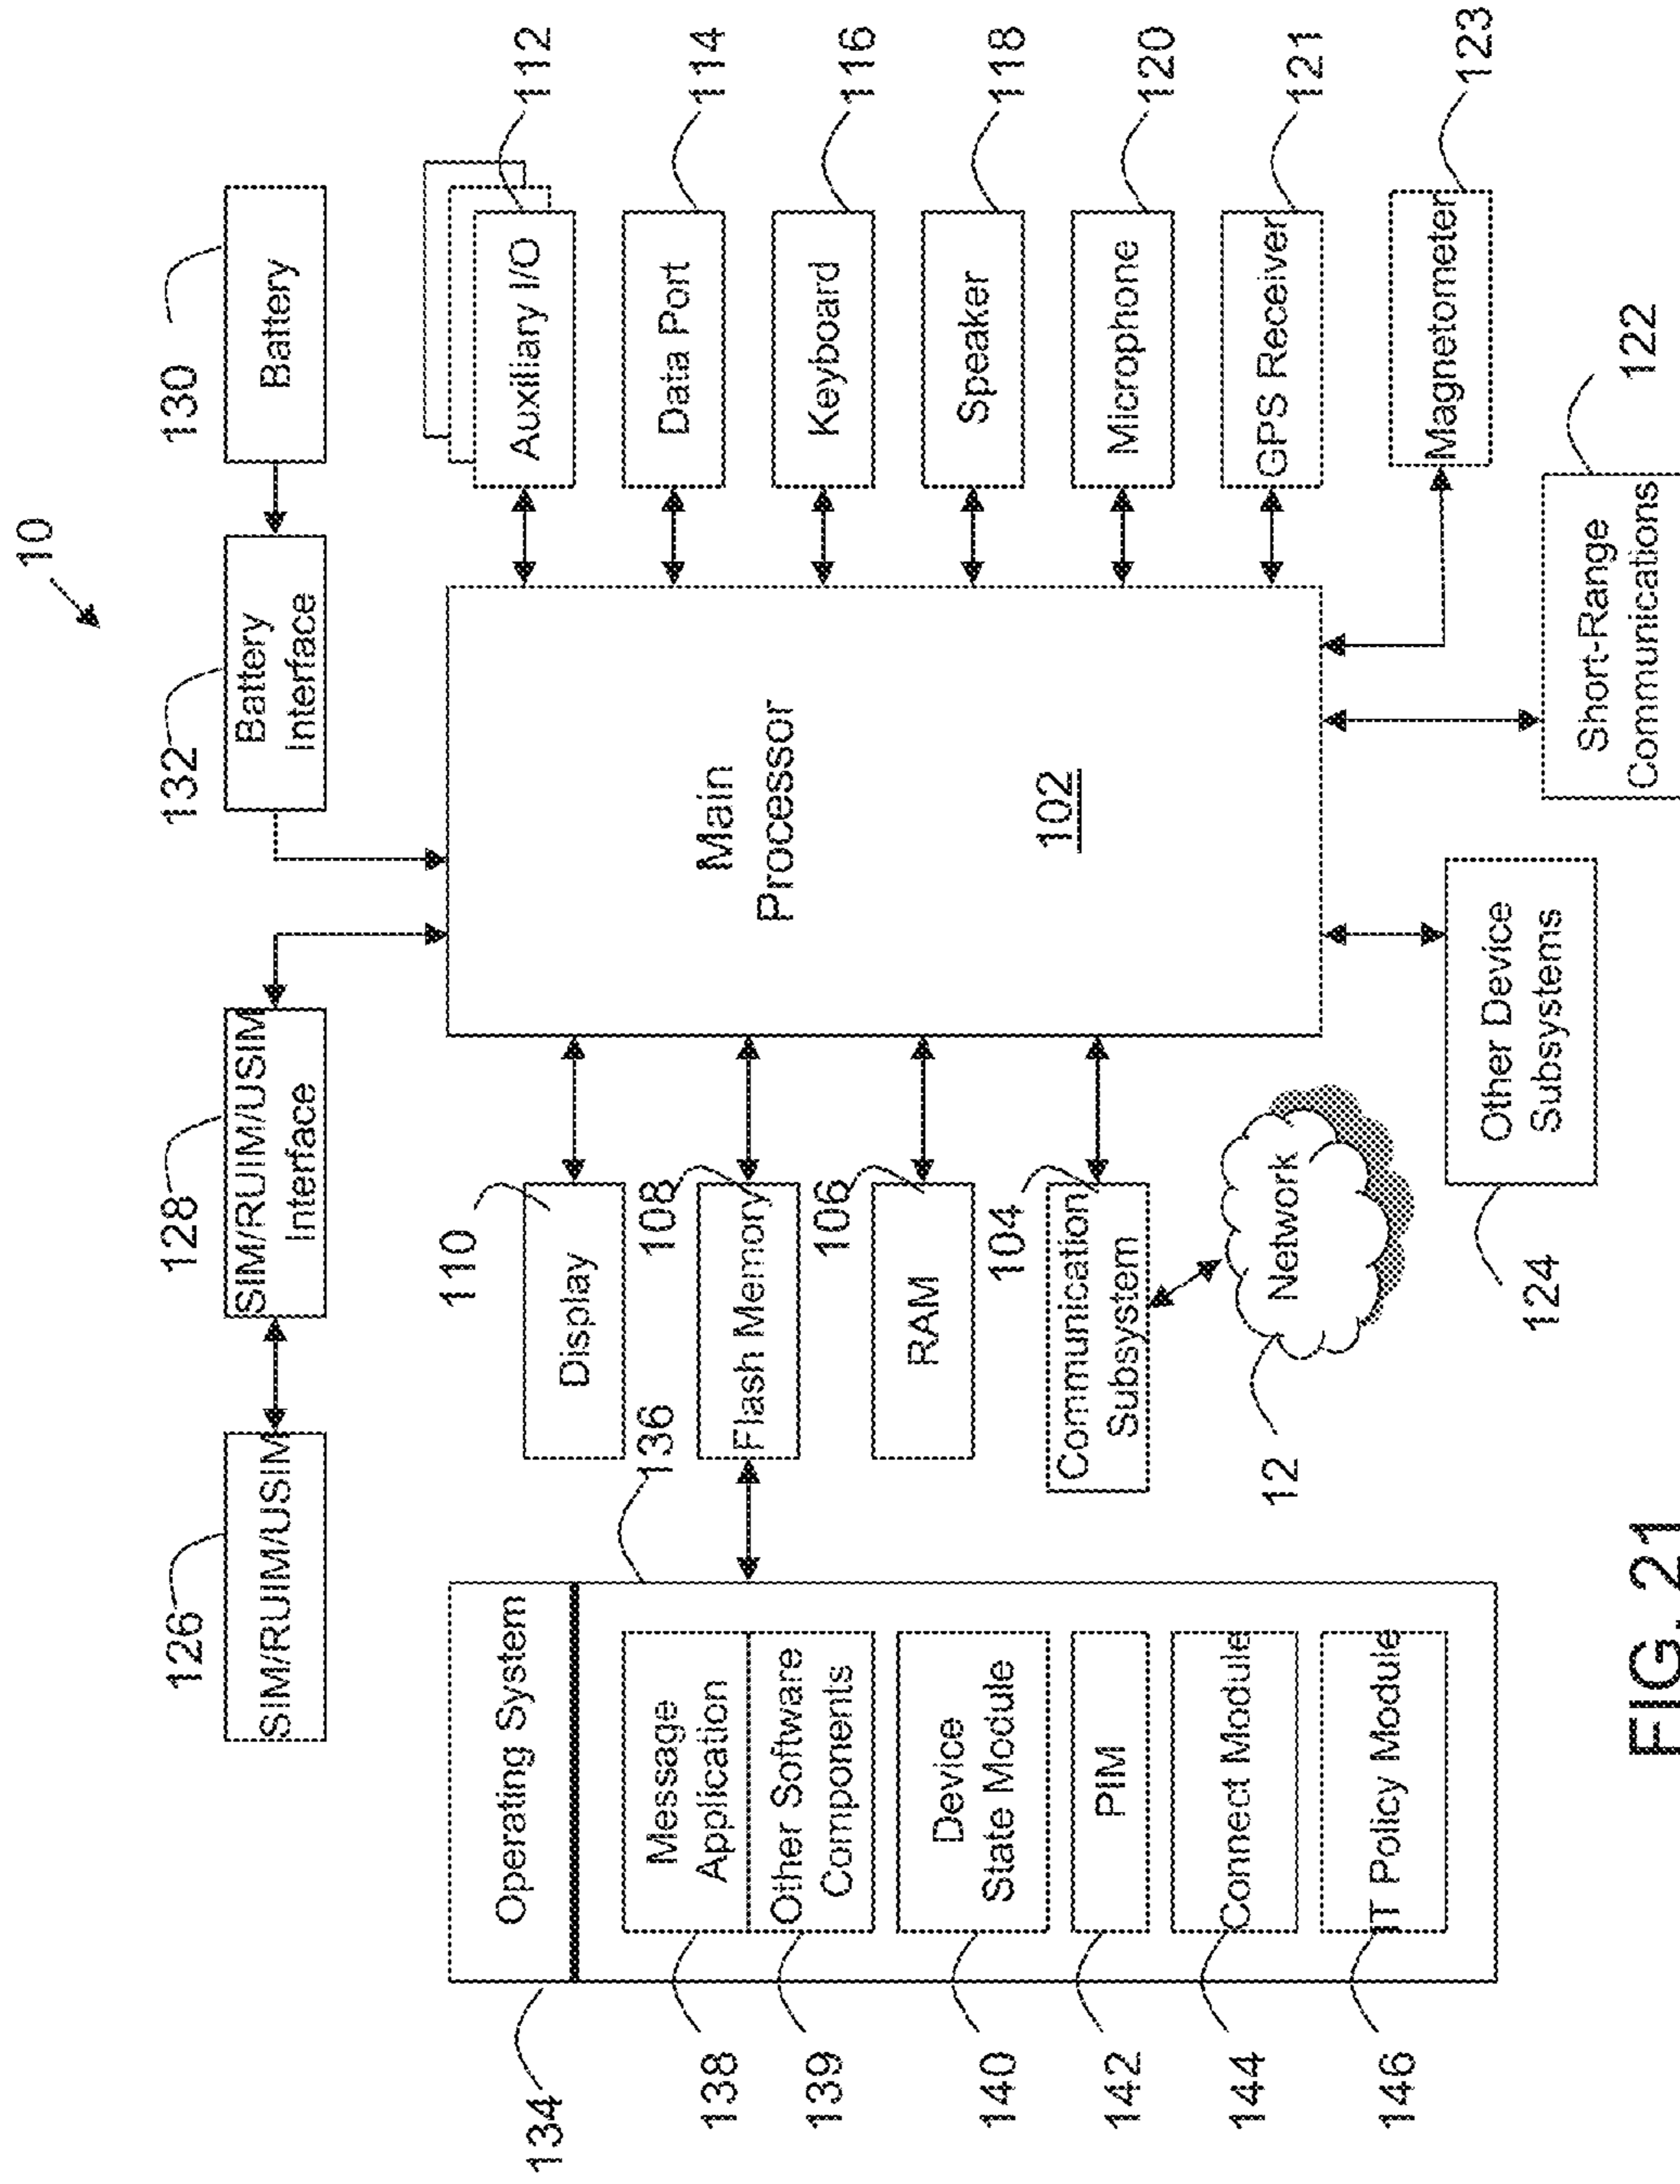 10
126
SIM/RUIM/USIM
128
SIM/RUIM/USIM
Interface
132
Battery
Interface
130
Battery
134
Operating System
136
138
Message
Application
139
Other Software
Components
140
Device
State Module
142
PIM
144
Connect Module
146
IT Policy Module
110
Display
108
Flash Memory
106
RAM
104
Communication
Subsystem
12
Network
Main
Processor
102
Auxiliary I/O
112
Data Port
114
Keyboard
116
Speaker
118
Microphone
120
GPS Receiver
121
Magnetometer
123
124
Other Device
Subsystems
Short-Range
Communications
122
FIG. 21